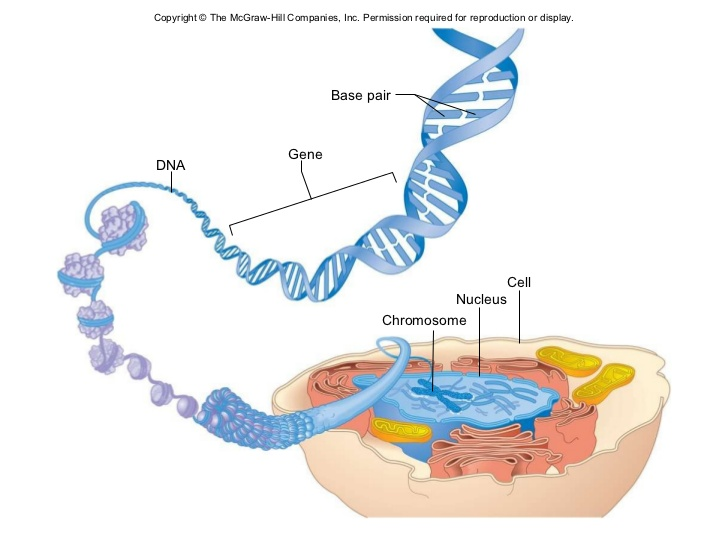 Copyright © The McGraw-Hill Companies, Inc. Permission required for reproduction or display.
Base pair
Gene
DNA
Cell
Nucleus
Chromosome